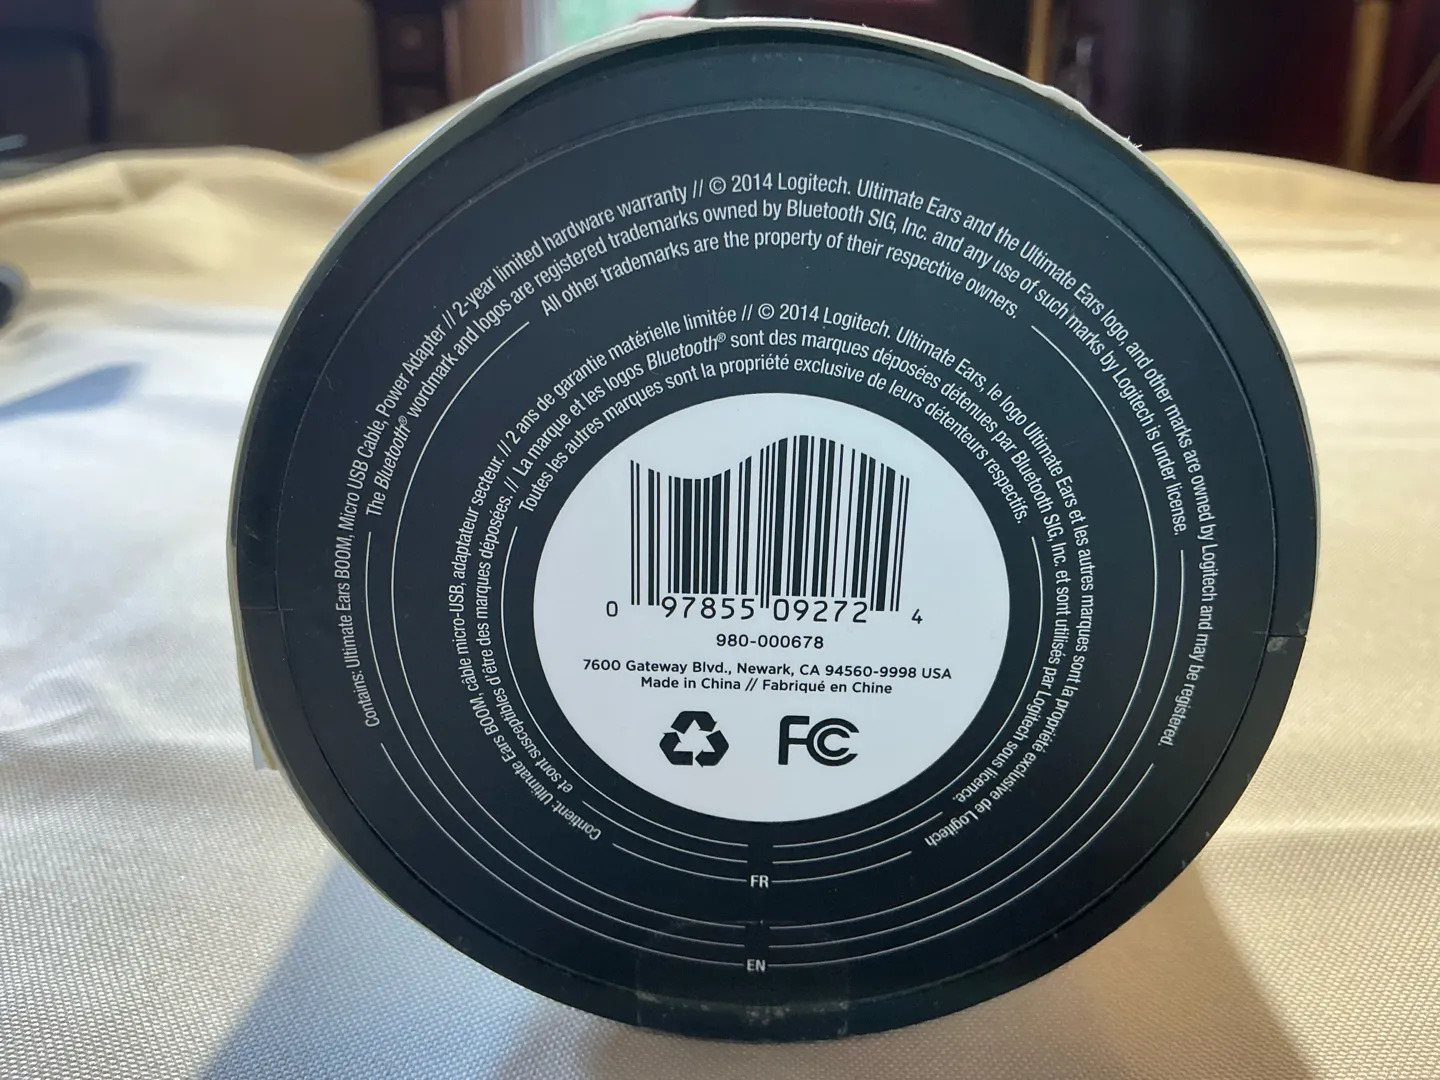 Contains: Ultimate Ears BOOM, Micro USB Cable, Power Adapter // 2-year limited hardware warranty // © 2014 Logitech. Ultimate Ears and the Ultimate Ears logo, and other marks are owned by Logitech and may be registered.
The Bluetooth® wordmark and logos are registered trademarks owned by Bluetooth SIG, Inc. and any use of such marks by Logitech is under license.
All other trademarks are the property of their respective owners.
Contient: Ultimate Ears BOOM, câble micro-USB, adaptateur secteur. // 2 ans de garantie matérielle limitée // © 2014 Logitech. Ultimate Ears, le logo Ultimate Ears et les autres marques sont la propriété exclusive de Logitech
et sont susceptibles d'être des marques déposées. // La marque et les logos Bluetooth® sont des marques déposées détenues par Bluetooth SIG, Inc. et sont utilisés par Logitech sous licence.
Toutes les autres marques sont la propriété exclusive de leurs détenteurs respectifs.
0 97855 09272 4
980-000678
7600 Gateway Blvd., Newark, CA 94560-9998 USA
Made in China // Fabriqué en Chine
FC
FR
EN